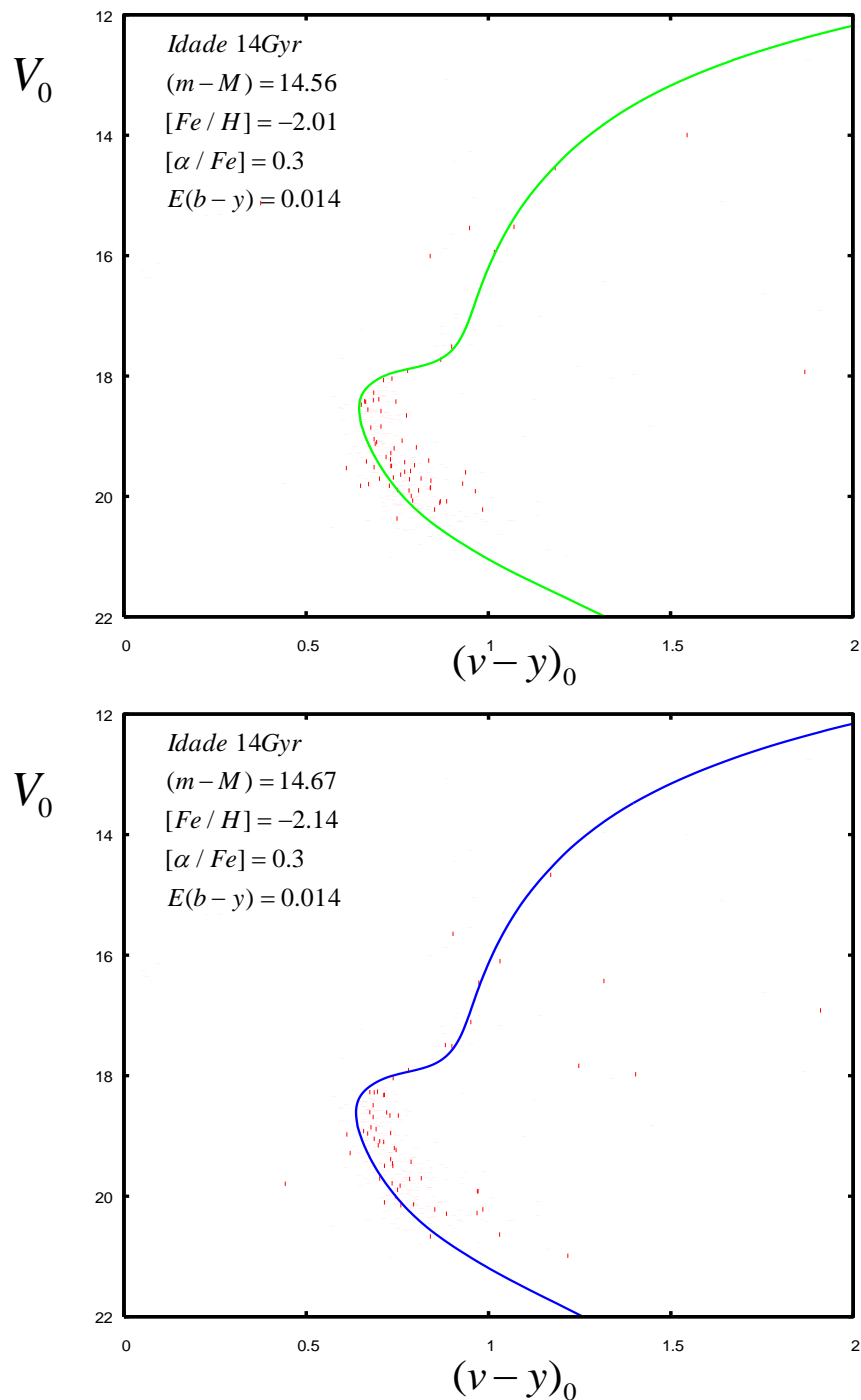 12
Idade 14Gyr
V₀
(m − M) = 14.56
[Fe / H] = −2.01
14
[α / Fe] = 0.3
E(b − y) = 0.014
16
18
20
22
0 0.5 1 1.5 2
(v − y)₀
12
Idade 14Gyr
V₀
(m − M) = 14.67
[Fe / H] = −2.14
14
[α / Fe] = 0.3
E(b − y) = 0.014
16
18
20
22
0 0.5 1 1.5 2
(v − y)₀